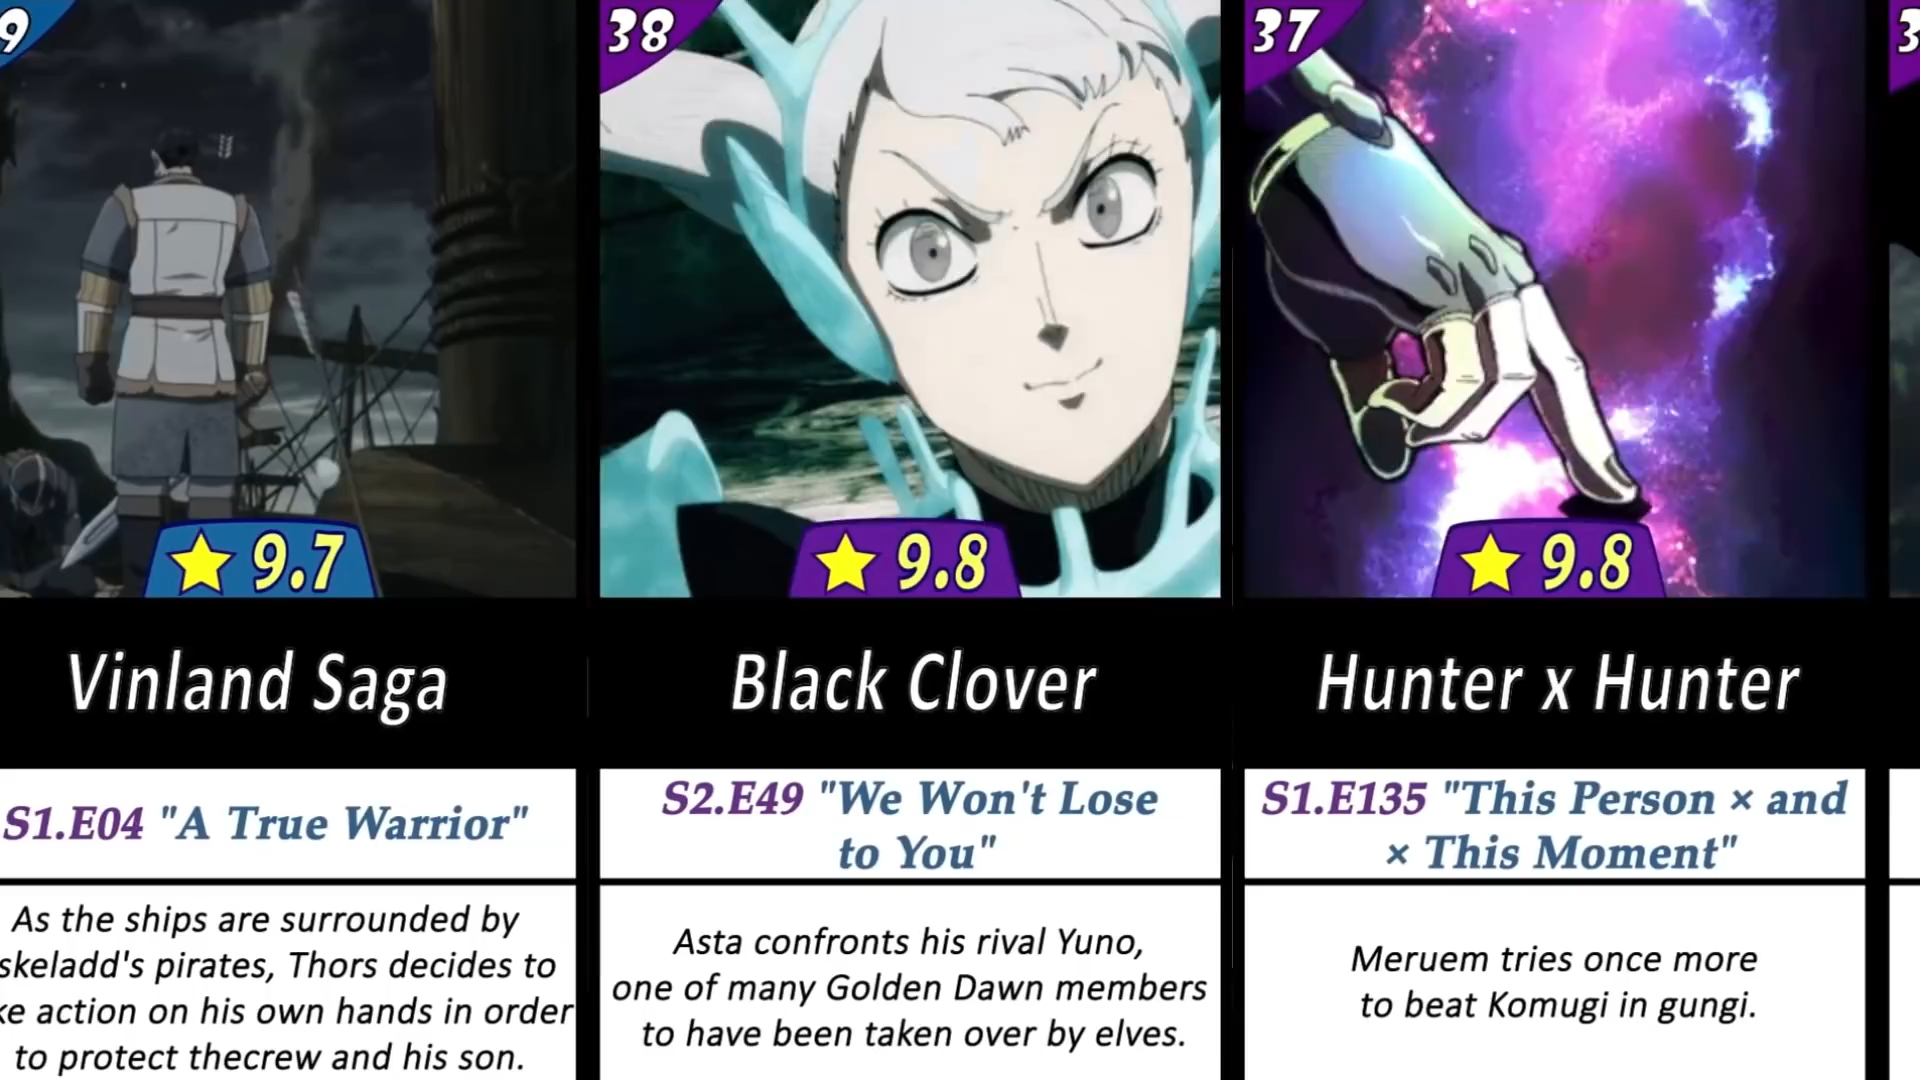 9
38
37
3
9.7
9.8
9.8
Vinland Saga
Black Clover
Hunter x Hunter
S1.E04 "A True Warrior"
S2.E49 "We Won't Lose
to You"
S1.E135 "This Person × and
× This Moment"
As the ships are surrounded by
skeladd's pirates, Thors decides to
ke action on his own hands in order
to protect thecrew and his son.
Asta confronts his rival Yuno,
one of many Golden Dawn members
to have been taken over by elves.
Meruem tries once more
to beat Komugi in gungi.